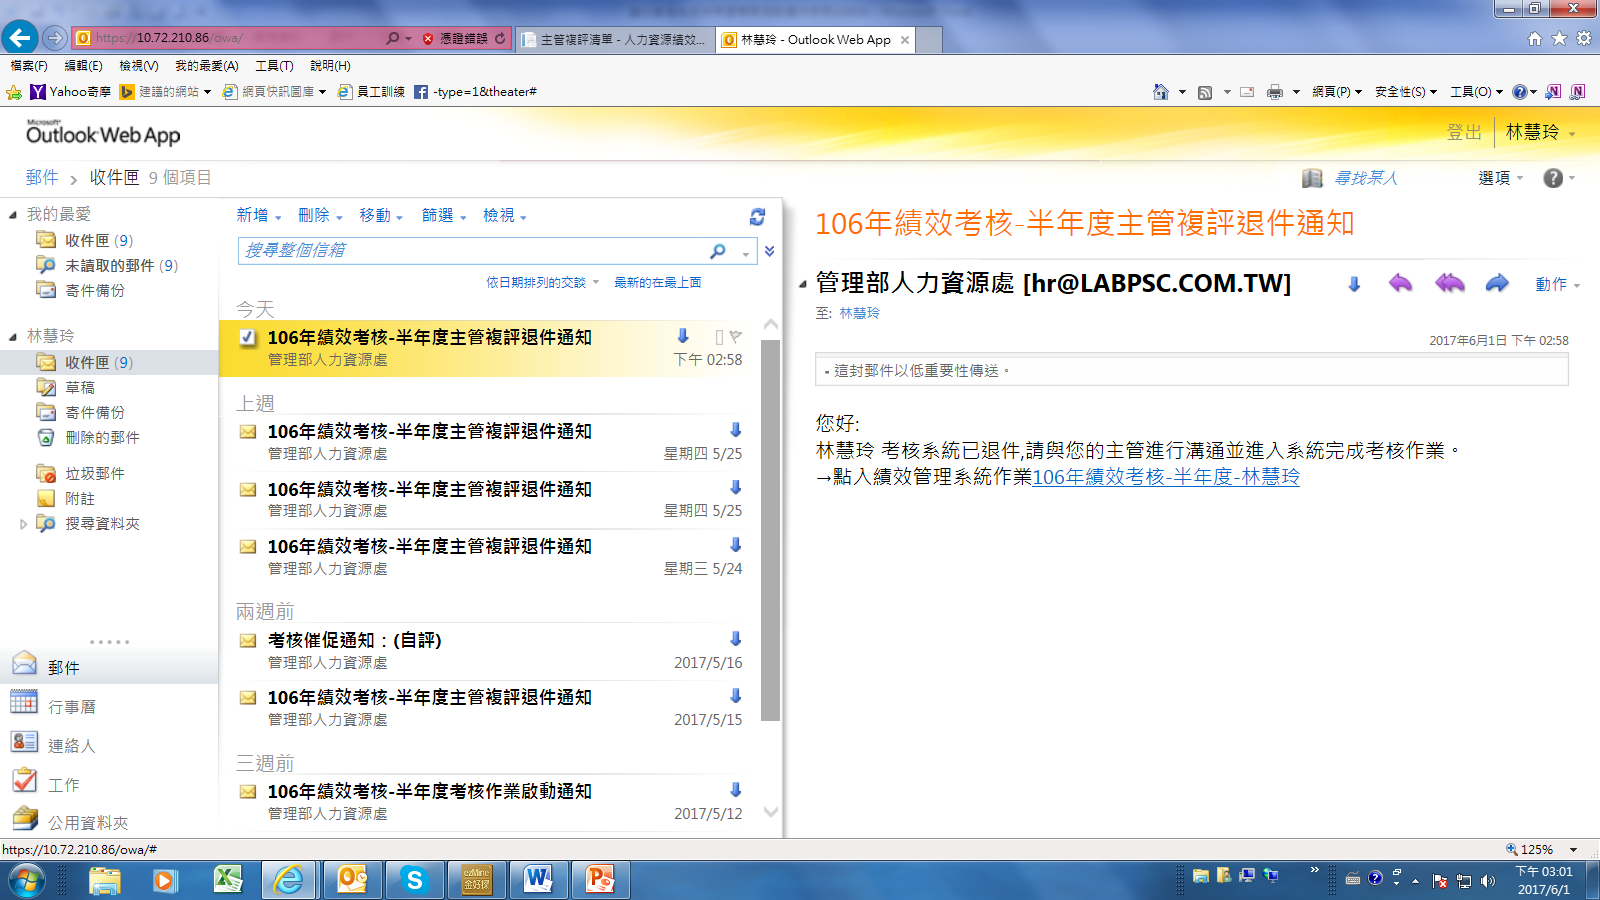 https://10.72.210.86/owa/
憑證錯誤
主管複評清單 - 人力資源績效...
林慧玲 - Outlook Web App
檔案(F) 編輯(E) 檢視(V) 我的最愛(A) 工具(T) 說明(H)
Yahoo奇摩 建議的網站 網頁快訊圖庫 員工訓練 -type=1&theater#
網頁(P) 安全性(S) 工具(O)
Microsoft
Outlook Web App
登出 林慧玲
郵件 > 收件匣 9 個項目
尋找某人 選項
我的最愛
收件匣 (9)
未讀取的郵件 (9)
寄件備份
林慧玲
收件匣 (9)
草稿
寄件備份
刪除的郵件
垃圾郵件
附註
搜尋資料夾
郵件
行事曆
連絡人
工作
公用資料夾
新增 刪除 移動 篩選 檢視
搜尋整個信箱
依日期排列的交談 最新的在最上面
今天
106年績效考核-半年度主管複評退件通知
管理部人力資源處 下午 02:58
上週
106年績效考核-半年度主管複評退件通知
管理部人力資源處 星期四 5/25
106年績效考核-半年度主管複評退件通知
管理部人力資源處 星期四 5/25
106年績效考核-半年度主管複評退件通知
管理部人力資源處 星期三 5/24
兩週前
考核催促通知：(自評)
管理部人力資源處 2017/5/16
106年績效考核-半年度主管複評退件通知
管理部人力資源處 2017/5/15
三週前
106年績效考核-半年度考核作業啟動通知
管理部人力資源處 2017/5/12
106年績效考核-半年度主管複評退件通知
管理部人力資源處 [hr@LABPSC.COM.TW]
動作
至: 林慧玲
2017年6月1日 下午 02:58
- 這封郵件以低重要性傳送。
您好:
林慧玲 考核系統已退件,請與您的主管進行溝通並進入系統完成考核作業。
→點入績效管理系統作業106年績效考核-半年度-林慧玲
https://10.72.210.86/owa/#
125%
ezMine
金好探
下午 03:01
2017/6/1